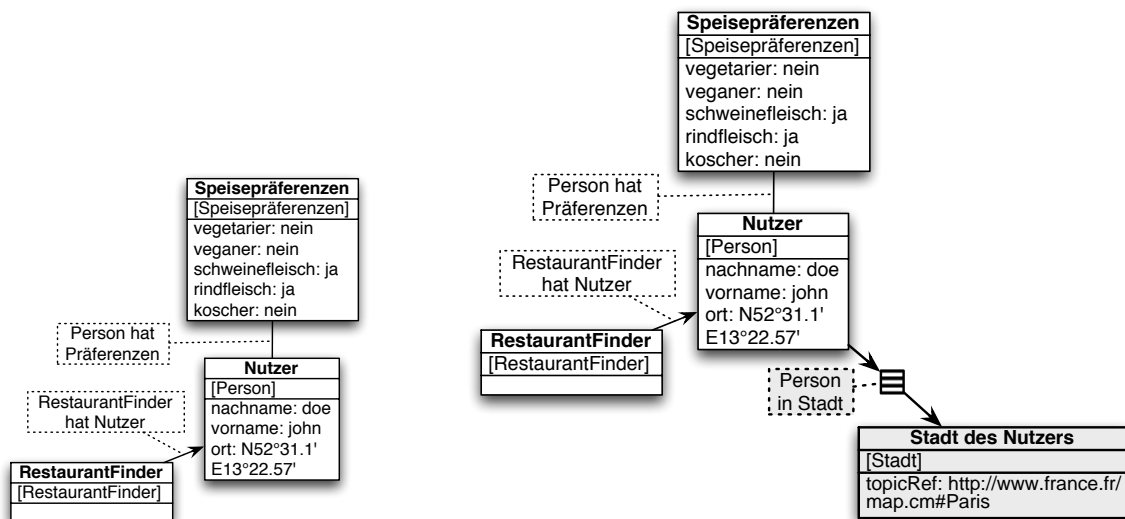 Speisepräferenzen
[Speisepräferenzen]
vegetarier: nein
veganer: nein
schweinefleisch: ja
rindfleisch: ja
koscher: nein
Person hat
Präferenzen
Nutzer
[Person]
nachname: doe
vorname: john
ort: N52°31.1'
E13°22.57'
RestaurantFinder
hat Nutzer
RestaurantFinder
[RestaurantFinder]
Speisepräferenzen
[Speisepräferenzen]
vegetarier: nein
veganer: nein
schweinefleisch: ja
rindfleisch: ja
koscher: nein
Person hat
Präferenzen
Nutzer
[Person]
nachname: doe
vorname: john
ort: N52°31.1'
E13°22.57'
RestaurantFinder
hat Nutzer
RestaurantFinder
[RestaurantFinder]
Person
in Stadt
Stadt des Nutzers
[Stadt]
topicRef: http://www.france.fr/
map.cm#Paris